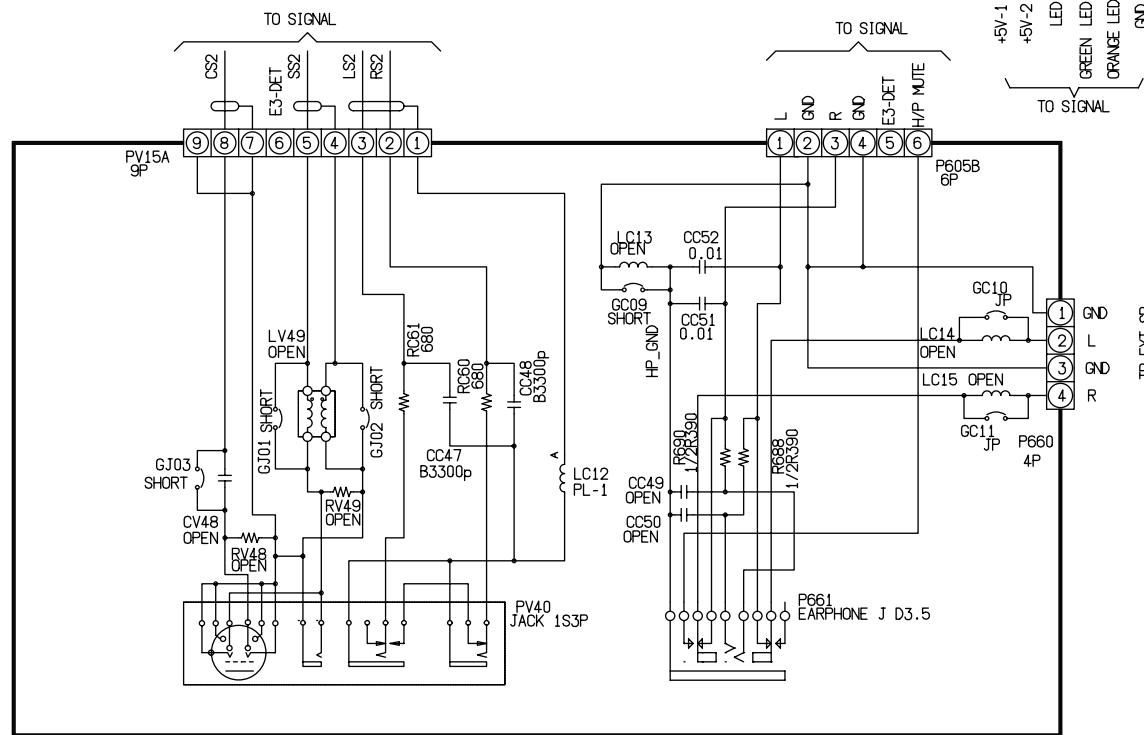 TO SIGNAL
CS2
E3-DET
SS2
LS2
RS2
9 8 7 6 5 4 3 2 1
PV15A
9P
TO SIGNAL
L
GND
R
GND
E3-DET
H/P MUTE
1 2 3 4 5 6
P605B
6P
+5V-1
+5V-2
LED
GREEN LED
ORANGE LED
GND
TO SIGNAL
LC13
OPEN
GC09
SHORT
CC52
0.01
CC51
0.01
HP_GND
GC10
JP
LC14
OPEN
LC15 OPEN
GC11
JP
1 GND
2 L
3 GND
4 R
P660
4P
LV49
OPEN
GJ01 SHORT
GJ02 SHORT
RC61
680
RC60
680
CC48
B3300p
CC47
B3300p
GJ03
SHORT
CV48
OPEN
RV48
OPEN
RV49
OPEN
A
LC12
PL-1
R690
1/2R390
R688
1/2R390
CC49
OPEN
CC50
OPEN
PV40
JACK 1S3P
P661
EARPHONE J D3.5